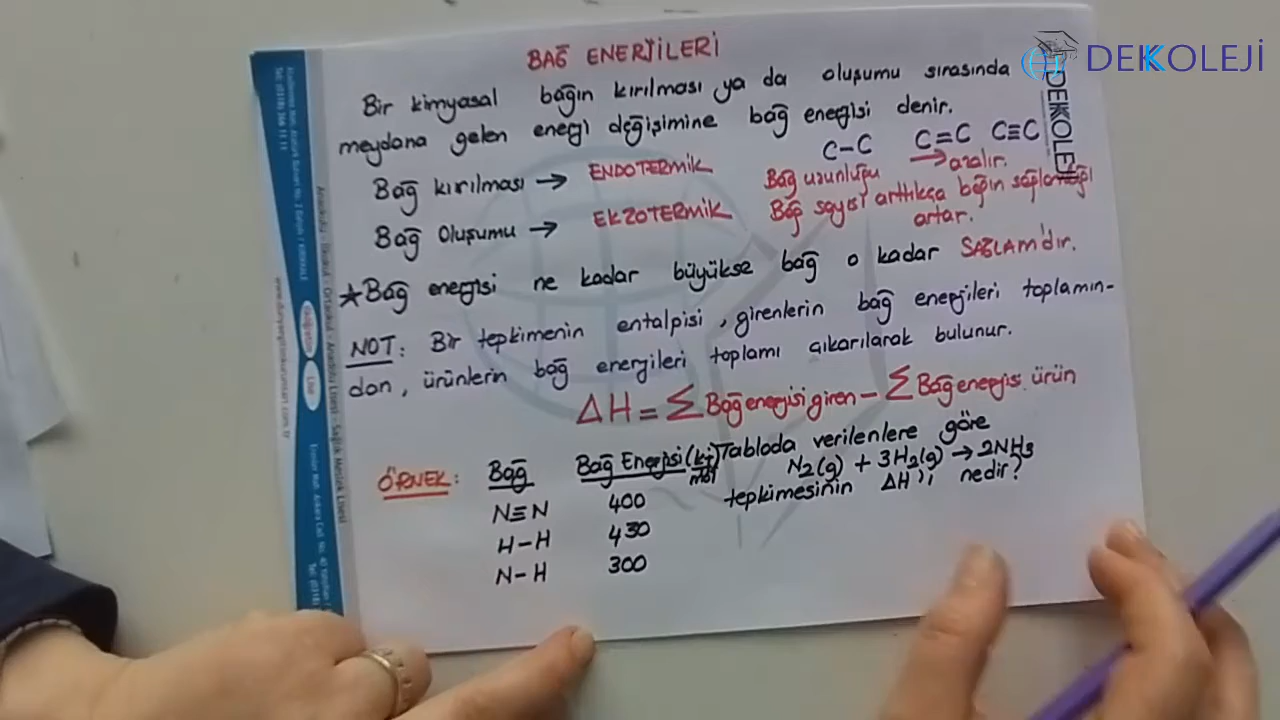 BAĞ ENERJİLERİ
DEKKOLEJİ
DEKKOLEJİ
Bir kimyasal bağın kırılması ya da oluşumu sırasında
meydana gelen enerji değişimine bağ enerjisi denir.
C-C C=C C≡C
Bağ kırılması → ENDOTERMİK
Bağ uzunluğu → azalır.
Bağ Oluşumu → EKZOTERMİK
Bağ sayısı arttıkça bağın sağlamlığı
artar.
★Bağ enerjisi ne kadar büyükse bağ o kadar SAĞLAM'dır.
NOT: Bir tepkimenin entalpisi, girenlerin bağ enerjileri toplamın-
dan, ürünlerin bağ energileri toplamı çıkarılarak bulunur.
ΔH = Σ Bağ enerjisi giren - Σ Bağ enerjis. ürün
ÖRNEK: Bağ Bağ Enerjisi (kj/mol)
N≡N 400
H-H 430
N-H 300
Tabloda verilenlere göre
N₂(g) + 3H₂(g) → 2NH₃
tepkimesinin ΔH'ı nedir?